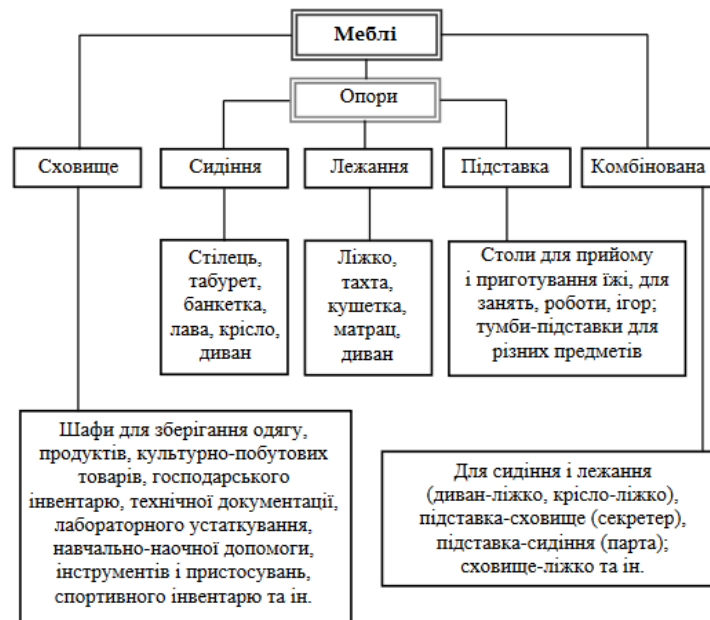 Меблі
Опори
Сховище
Сидіння
Лежання
Підставка
Комбінована
Стілець,
табурет,
банкетка,
лава, крісло,
диван
Ліжко,
тахта,
кушетка,
матрац,
диван
Столи для прийому
і приготування їжі, для
занять, роботи, ігор;
тумби-підставки для
різних предметів
Шафи для зберігання одягу,
продуктів, культурно-побутових
товарів, господарського
інвентарю, технічної документації,
лабораторного устаткування,
навчально-наочної допомоги,
інструментів і пристосувань,
спортивного інвентарю та ін.
Для сидіння і лежання
(диван-ліжко, крісло-ліжко),
підставка-сховище (секретер),
підставка-сидіння (парта);
сховище-ліжко та ін.